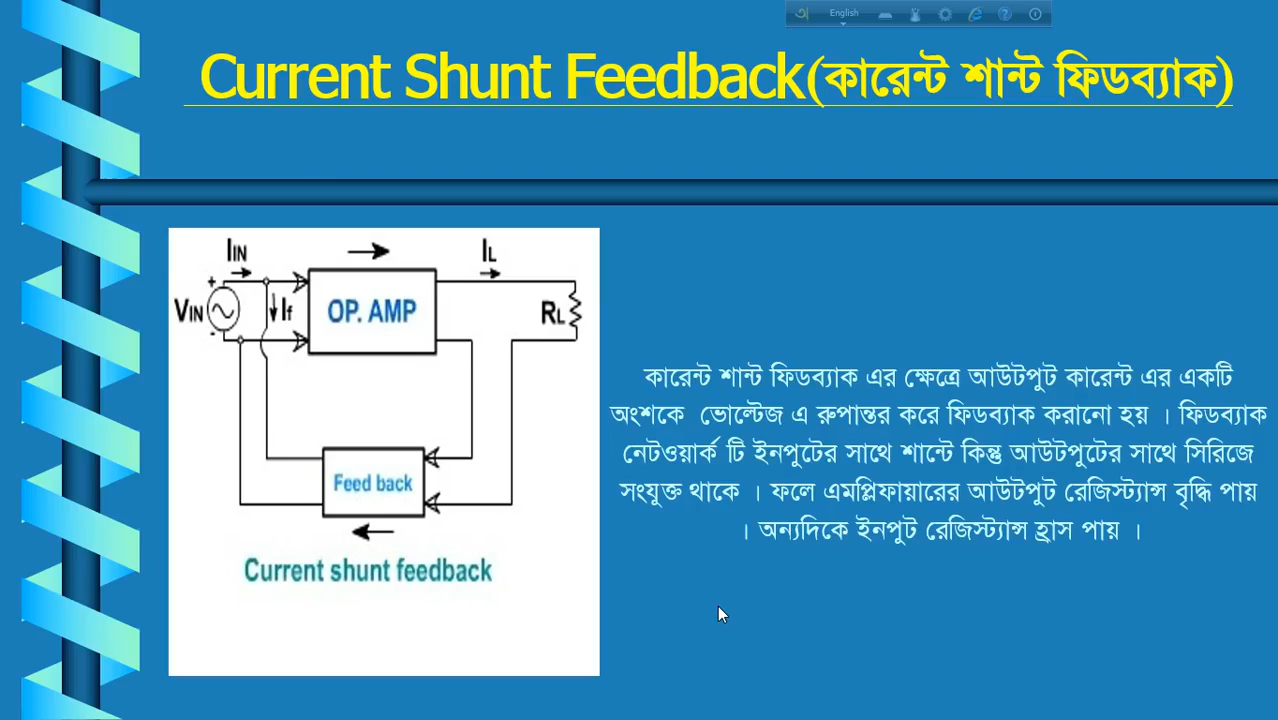 English
Current Shunt Feedback(কারেন্ট শান্ট ফিডব্যাক)
IIN
IL
+
VIN
If
OP. AMP
RL
-
Feed back
Current shunt feedback
কারেন্ট শান্ট ফিডব্যাক এর ক্ষেত্রে আউটপুট কারেন্ট এর একটি
অংশকে ভোল্টেজ এ রুপান্তর করে ফিডব্যাক করানো হয় । ফিডব্যাক
নেটওয়ার্ক টি ইনপুটের সাথে শান্টে কিন্তু আউটপুটের সাথে সিরিজে
সংযুক্ত থাকে । ফলে এমপ্লিফায়ারের আউটপুট রেজিস্ট্যান্স বৃদ্ধি পায়
। অন্যদিকে ইনপুট রেজিস্ট্যান্স হ্রাস পায় ।